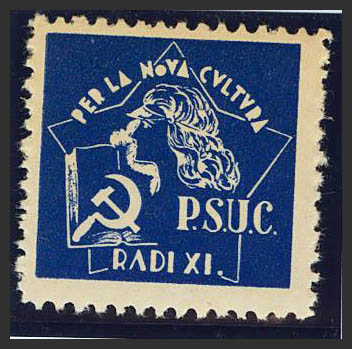 PER LA NOVA CVLTVRA
P.S.U.C.
RADI XI.